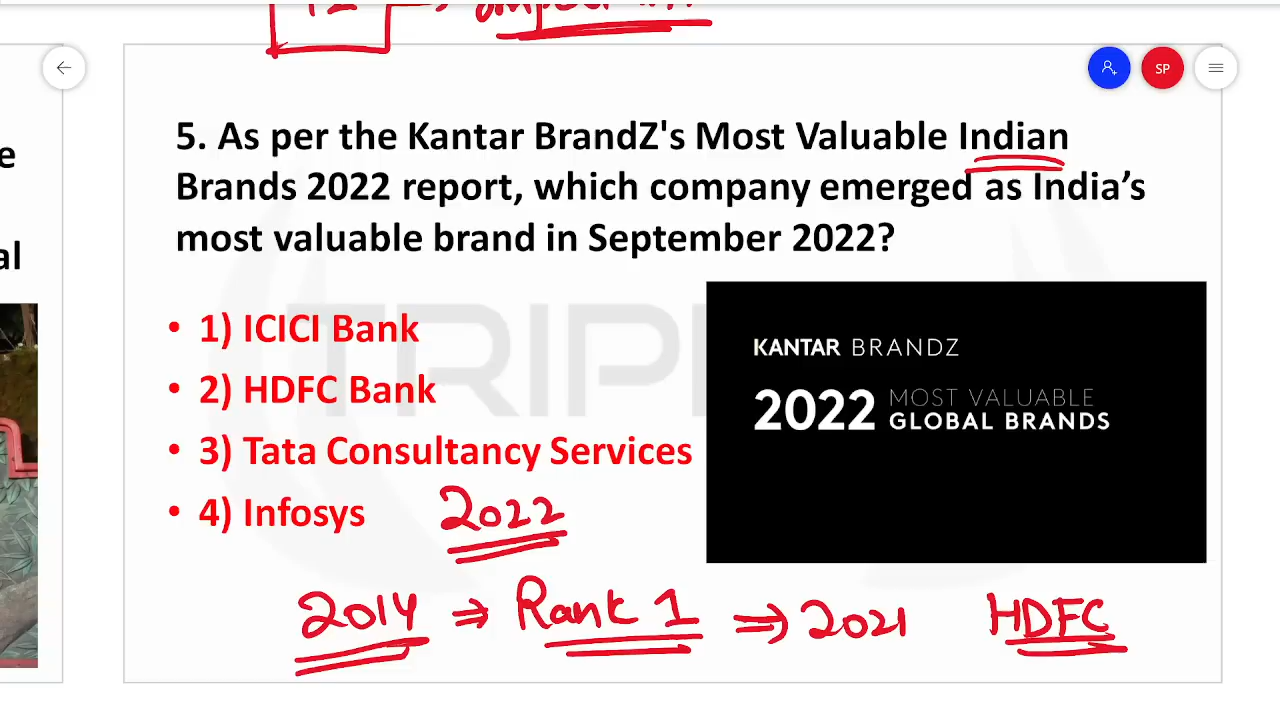 SP
e
al
5. As per the Kantar BrandZ's Most Valuable Indian
Brands 2022 report, which company emerged as India's
most valuable brand in September 2022?
• 1) ICICI Bank
• 2) HDFC Bank
• 3) Tata Consultancy Services
• 4) Infosys 2022
KANTAR BRANDZ
2022 MOST VALUABLE
GLOBAL BRANDS
TRIPL
2014 ⇒ Rank 1 ⇒ 2021 HDFC